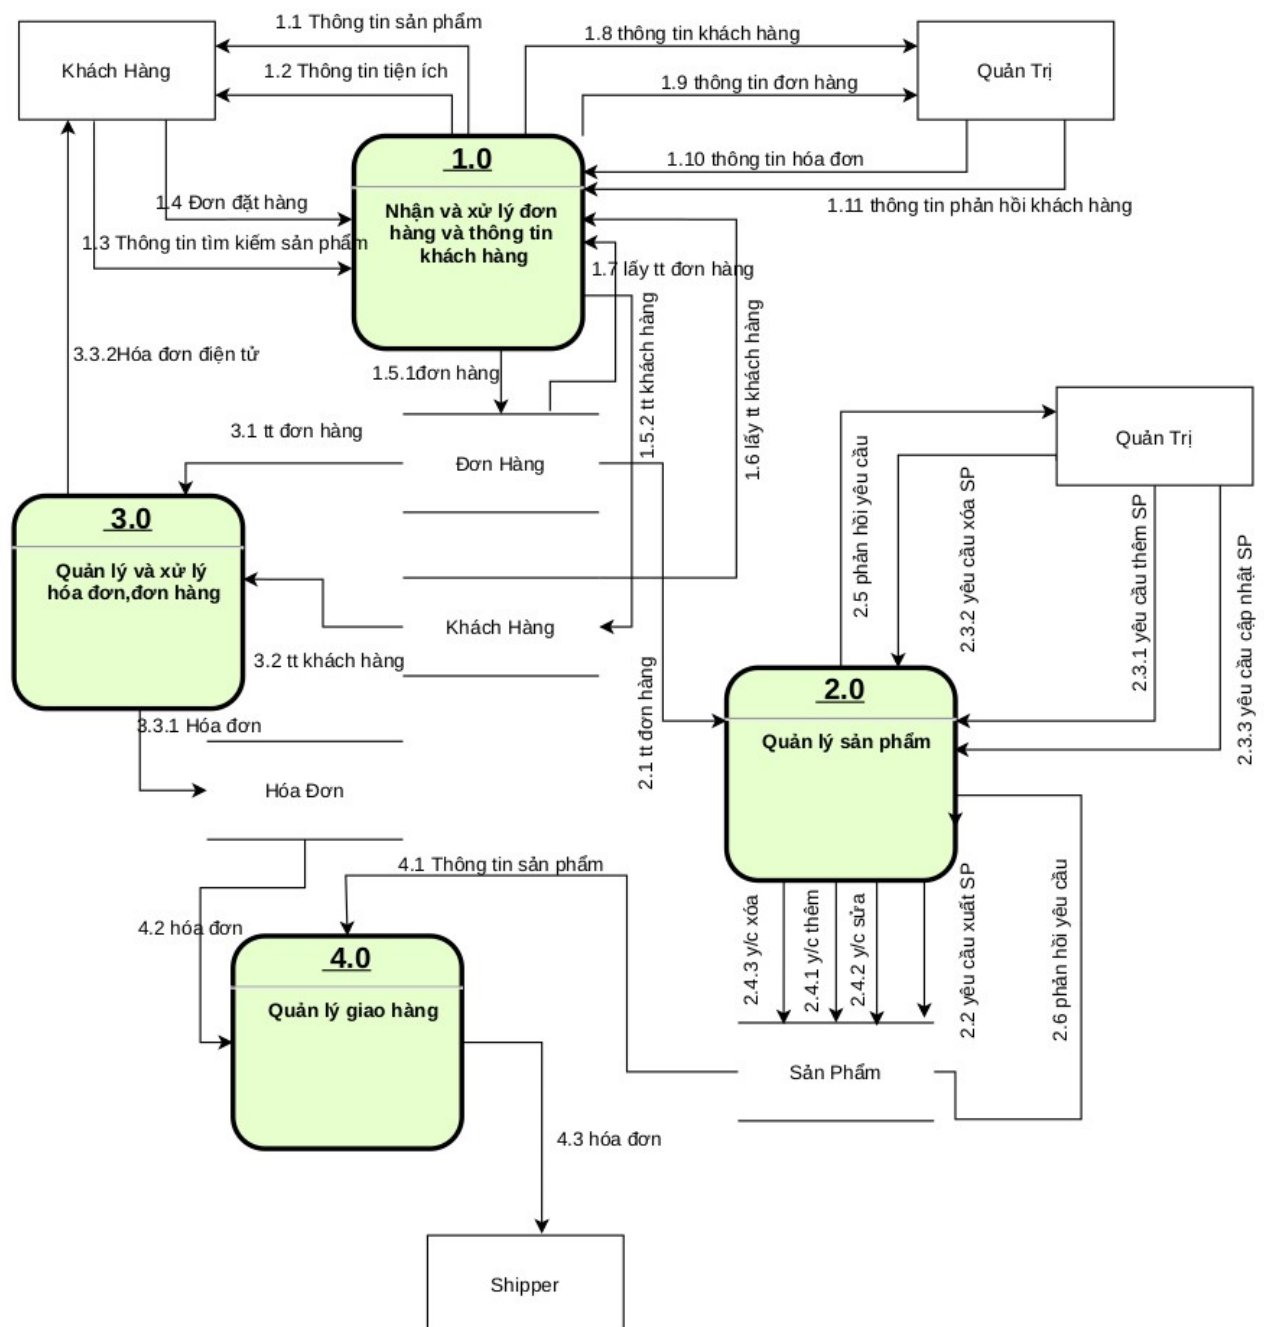 1.1 Thông tin sản phẩm
1.8 thông tin khách hàng
Khách Hàng
1.2 Thông tin tiện ích
Quản Trị
1.9 thông tin đơn hàng
1.0
1.10 thông tin hóa đơn
1.4 Đơn đặt hàng
Nhận và xử lý đơn
hàng và thông tin
khách hàng
1.11 thông tin phản hồi khách hàng
1.3 Thông tin tìm kiếm sản phẩm
1.7 lấy tt đơn hàng
3.3.2Hóa đơn điện tử
1.5.1đơn hàng
1.5.2 tt khách hàng
1.6 lấy tt khách hàng
3.1 tt đơn hàng
Đơn Hàng
Quản Trị
2.5 phản hồi yêu cầu
2.3.2 yêu cầu xóa SP
2.3.1 yêu cầu thêm SP
2.3.3 yêu cầu cập nhật SP
3.0
Quản lý và xử lý
hóa đơn,đơn hàng
Khách Hàng
3.2 tt khách hàng
2.1 tt đơn hàng
2.0
Quản lý sản phẩm
3.3.1 Hóa đơn
Hóa Đơn
4.1 Thông tin sản phẩm
4.2 hóa đơn
2.4.3 y/c xóa
2.4.1 y/c thêm
2.4.2 y/c sửa
2.2 yêu cầu xuất SP
2.6 phản hồi yêu cầu
4.0
Quản lý giao hàng
Sản Phẩm
4.3 hóa đơn
Shipper